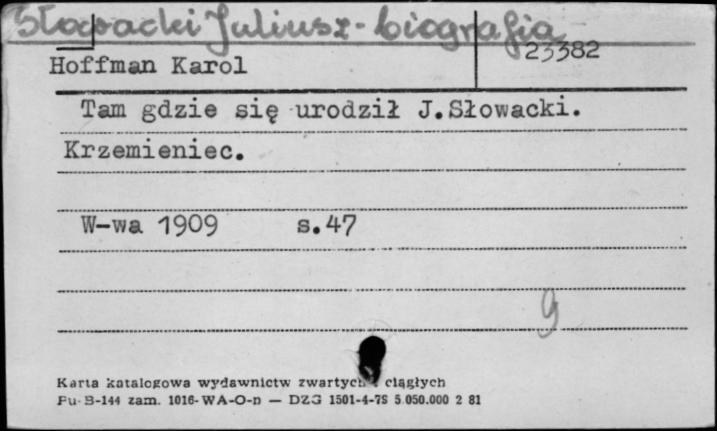 Słowacki Juliusz - biografia
23382
Hoffman Karol
Tam gdzie się urodził J.Słowacki.
Krzemieniec.
W-wa 1909 s.47
9
Karta katalogowa wydawnictw zwartych i ciągłych
Pu-B-144 zam. 1016-WA-O-n — DZG 1501-4-7S 5.050.000 2 81